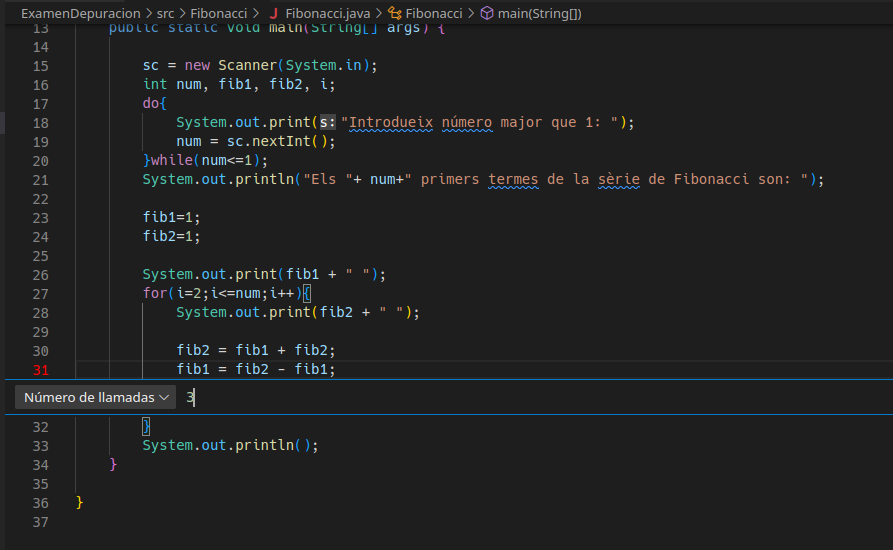 ExamenDepuracion > src > Fibonacci > Fibonacci.java > Fibonacci > main(String[])
13 public static void main(String[] args) {
14
15 sc = new Scanner(System.in);
16 int num, fib1, fib2, i;
17 do{
18 System.out.print(s: "Introdueix número major que 1: ");
19 num = sc.nextInt();
20 }while(num<=1);
21 System.out.println("Els "+ num+" primers termes de la sèrie de Fibonacci son: ");
22
23 fib1=1;
24 fib2=1;
25
26 System.out.print(fib1 + " ");
27 for(i=2;i<=num;i++){
28 System.out.print(fib2 + " ");
29
30 fib2 = fib1 + fib2;
31 fib1 = fib2 - fib1;
Número de llamadas 3
32 }
33 System.out.println();
34 }
35
36 }
37